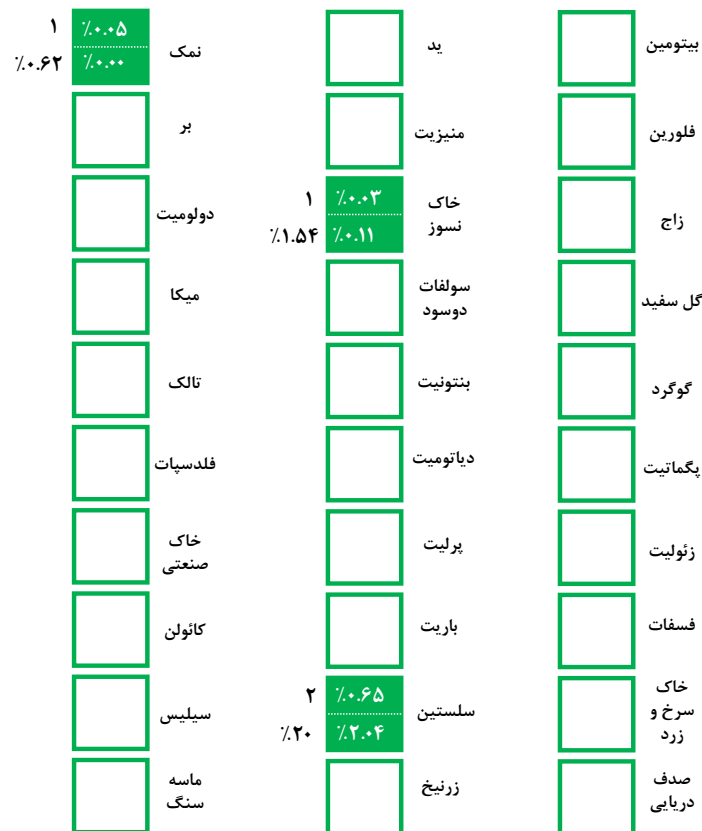 بیتومین
فلورین
زاج
گل سفید
گوگرد
پگماتیت
زئولیت
فسفات
خاک
سرخ و
زرد
صدف
دریایی
ید
منیزیت
خاک
نسوز
٪۰.۰۳
٪۰.۱۱
۱
٪۱.۵۴
سولفات
دوسود
بنتونیت
دیاتومیت
پرلیت
باریت
سلستین
٪۰.۶۵
٪۲.۰۴
۲
٪۲۰
زرنیخ
نمک
٪۰.۰۵
٪۰.۰۰
۱
٪۰.۶۲
بر
دولومیت
میکا
تالک
فلدسپات
خاک
صنعتی
کائولن
سیلیس
ماسه
سنگ